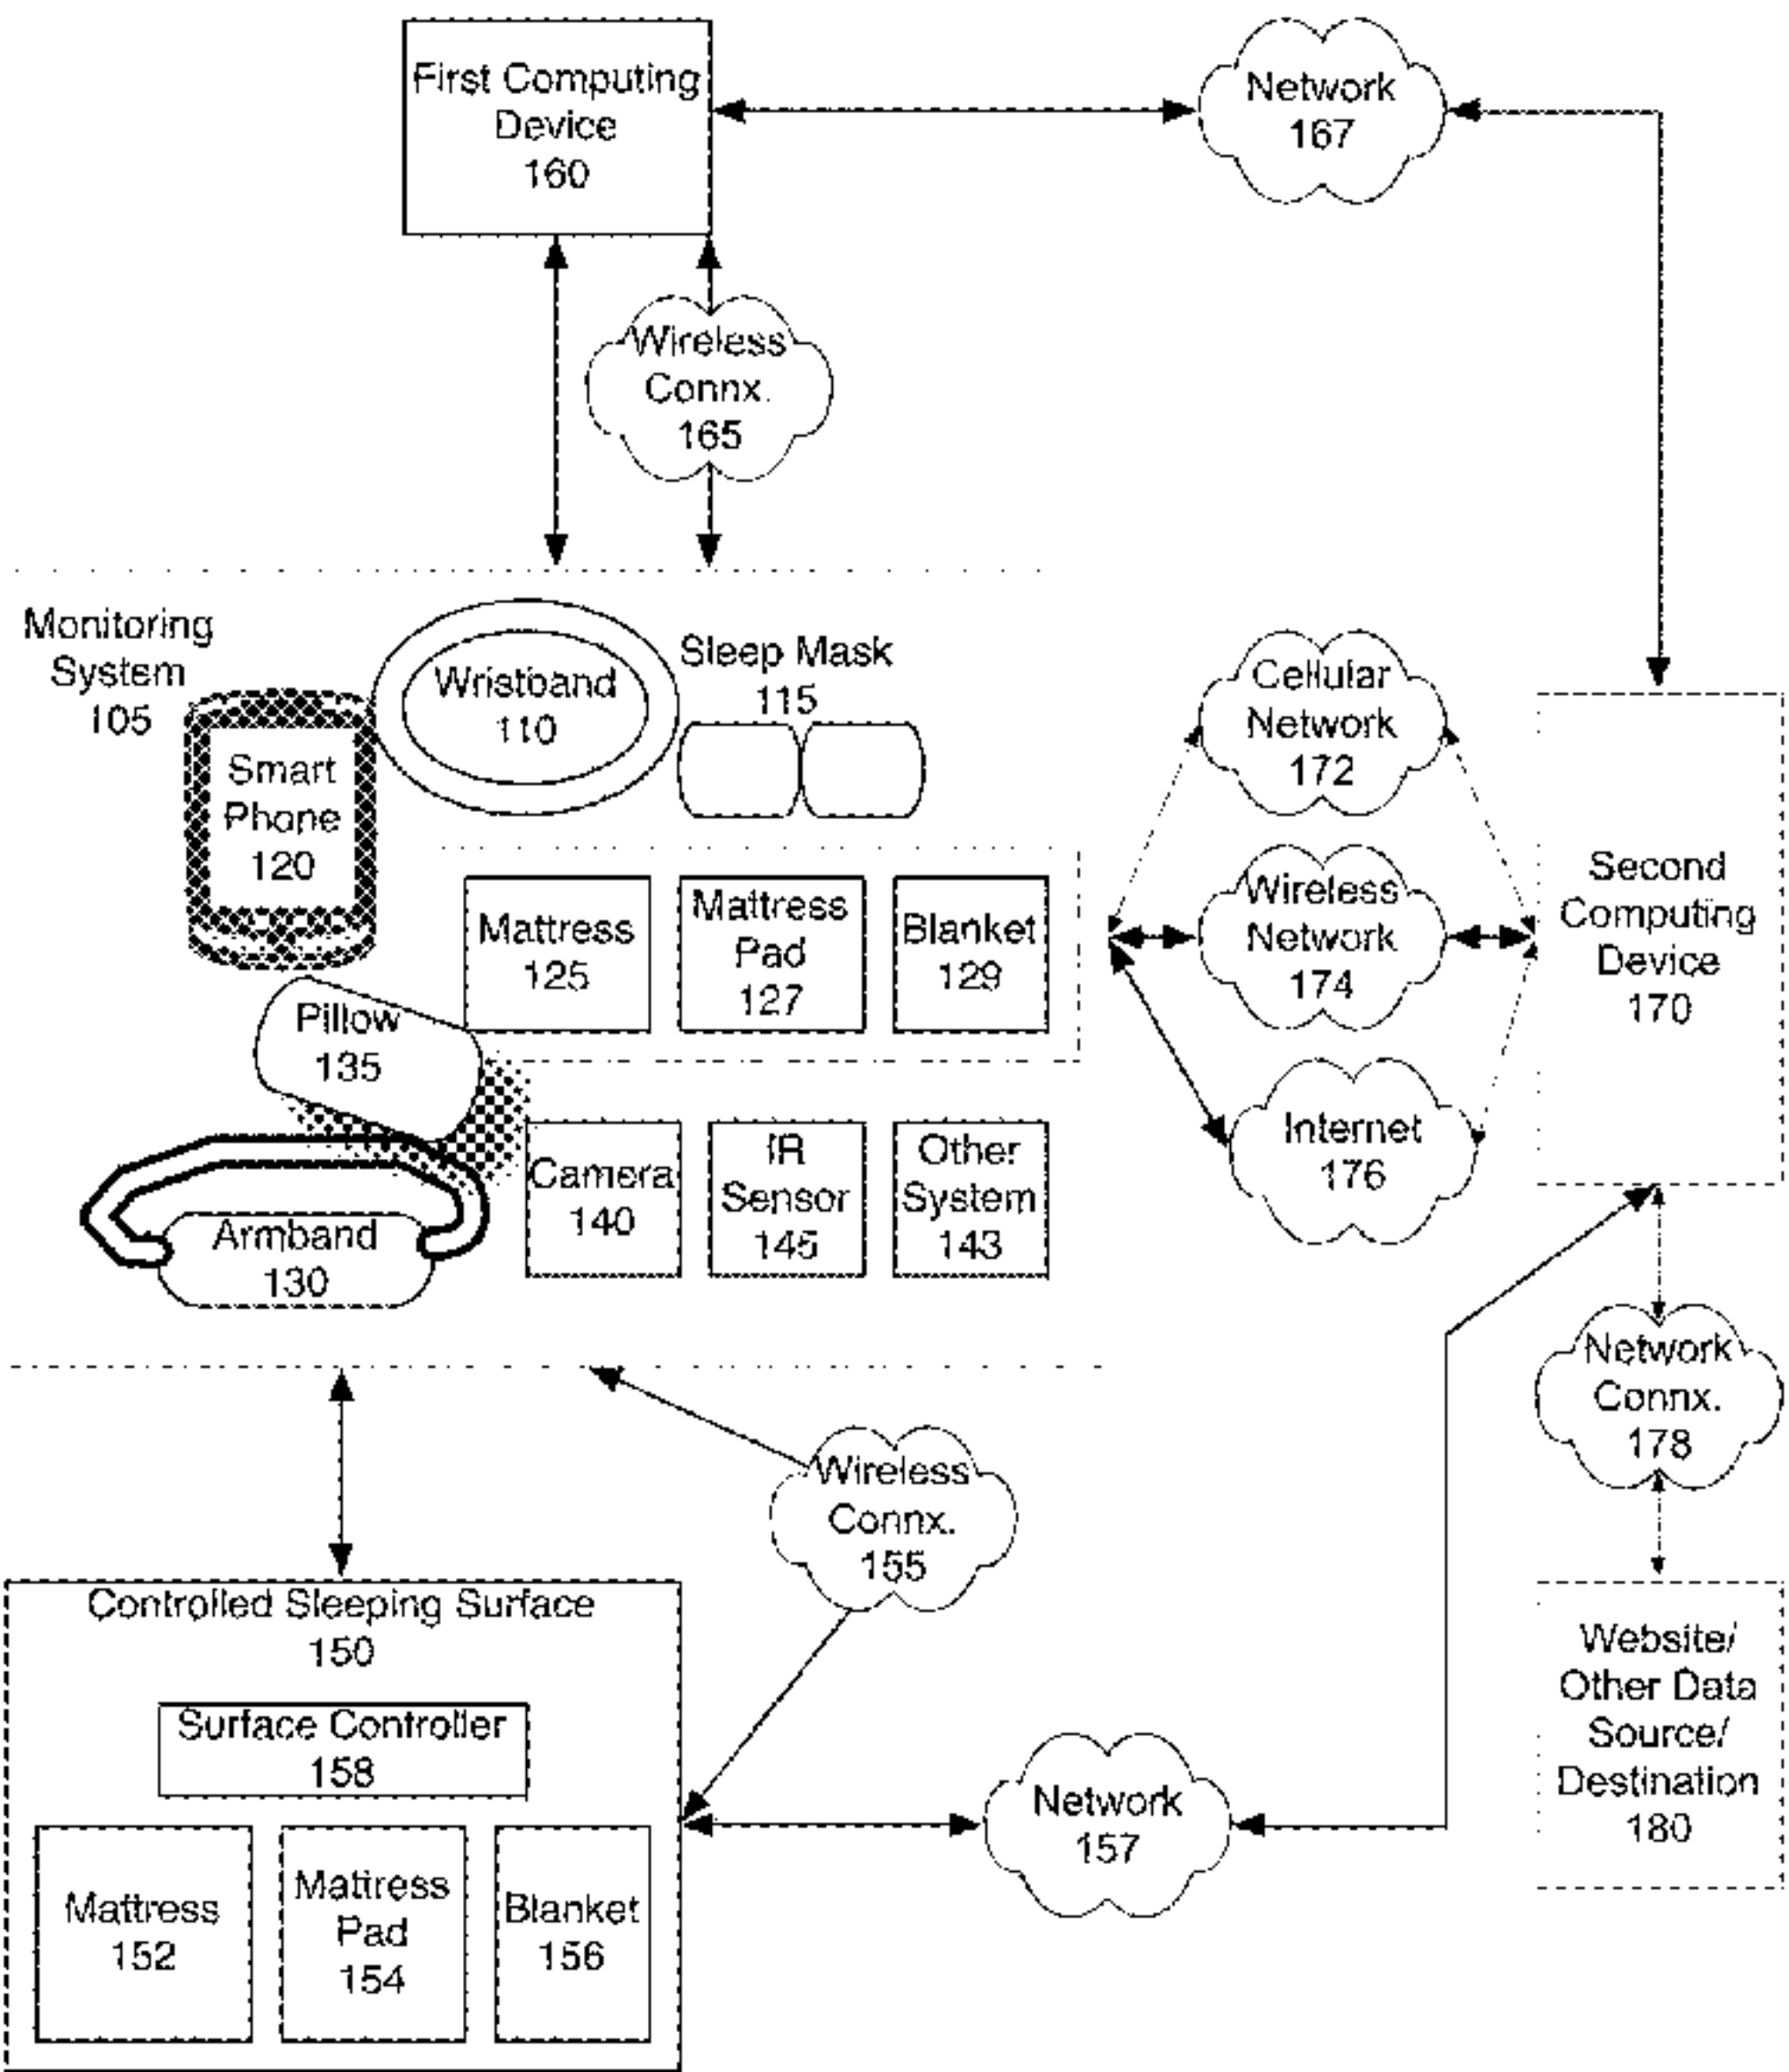 First Computing
Device
160
Network
167
Wireless
Connx.
165
Monitoring
System
105
Wristband
110
Sleep Mask
115
Smart
Phone
120
Cellular
Network
172
Mattress
125
Mattress
Pad
127
Blanket
129
Wireless
Network
174
Second
Computing
Device
170
Pillow
135
Camera
140
IR
Sensor
145
Other
System
143
Internet
176
Armband
130
Network
Connx.
178
Wireless
Connx.
155
Controlled Sleeping Surface
150
Surface Controller
158
Mattress
152
Mattress
Pad
154
Blanket
156
Network
157
Website/
Other Data
Source/
Destination
180